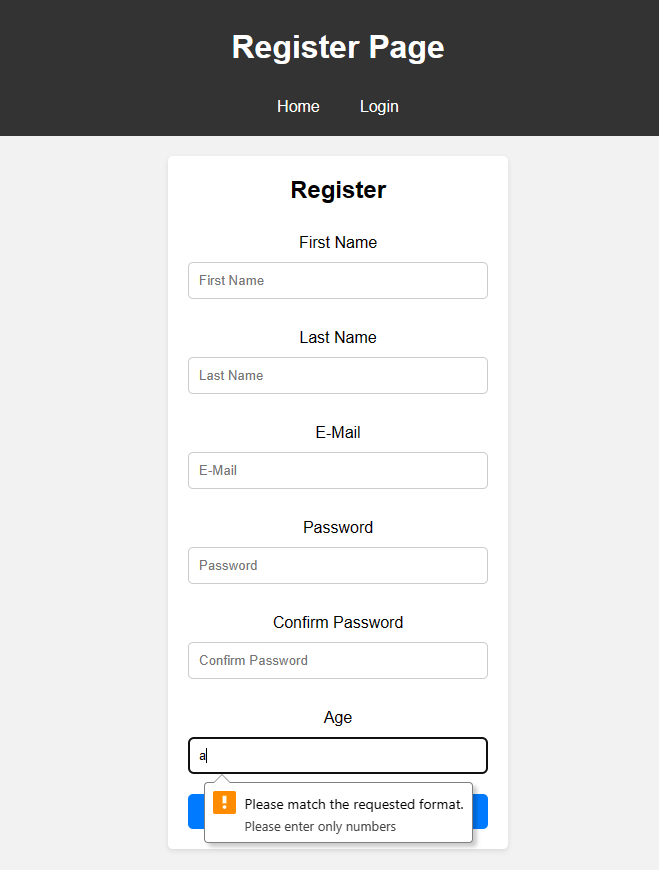 Register Page
Home Login
Register
First Name
First Name
Last Name
Last Name
E-Mail
E-Mail
Password
Password
Confirm Password
Confirm Password
Age
a
Please match the requested format.
Please enter only numbers